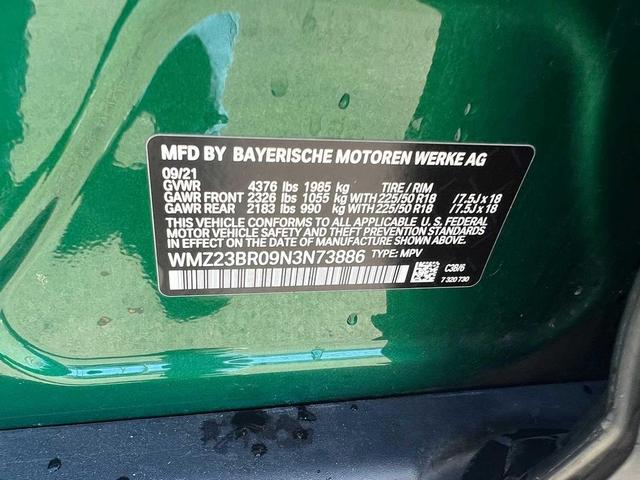 MFD BY BAYERISCHE MOTOREN WERKE AG
09/21
GVWR 4376 lbs 1985 kg TIRE / RIM
GAWR FRONT 2326 lbs 1055 kg WITH 225/50 R18 / 7.5J x 18
GAWR REAR 2183 lbs 990 kg WITH 225/50 R18 / 7.5J x 18
THIS VEHICLE CONFORMS TO ALL APPLICABLE U.S. FEDERAL
MOTOR VEHICLE SAFETY AND THEFT PREVENTION STANDARDS
IN EFFECT ON THE DATE OF MANUFACTURE SHOWN ABOVE.
WMZ23BR09N3N73886 TYPE: MPV
C3B/6
7 320 730